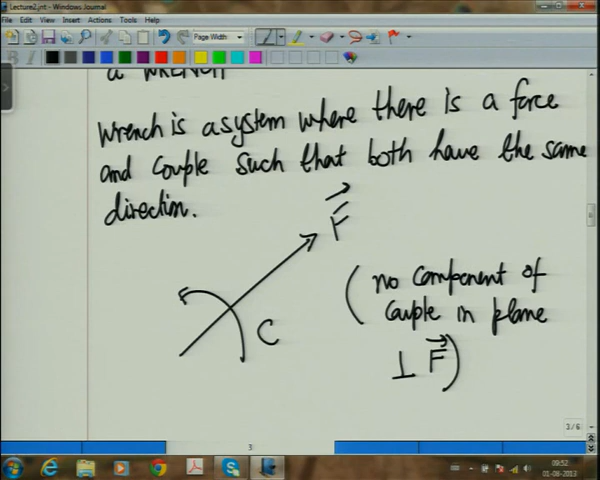 Lecture2.jnt - Windows Journal
File Edit View Insert Actions Tools Help
Page Width
a WRENCH
Wrench is a system where there is a force
and couple such that both have the same
direction.
F
C
(no component of
couple in plane
⊥ F)
3/6
3
09:52
01-08-2013